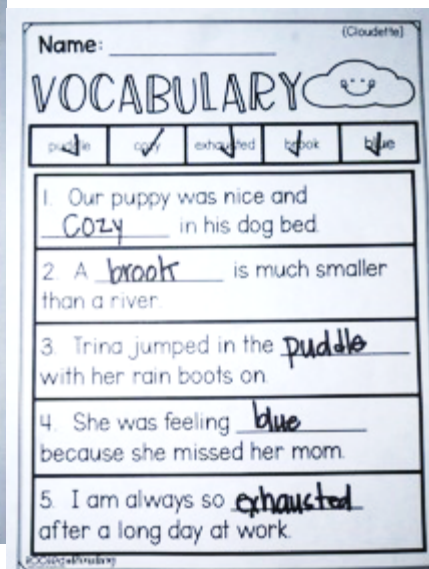 {Cloudette}
Name:
VOCABULARY
puddle cozy exhausted brook blue
1. Our puppy was nice and
Cozy in his dog bed.
2. A brook is much smaller
than a river.
3. Trina jumped in the puddle
with her rain boots on.
4. She was feeling blue
because she missed her mom.
5. I am always so exhausted
after a long day at work.